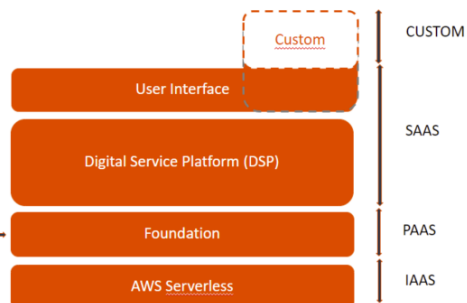 Custom
CUSTOM
User Interface
SAAS
Digital Service Platform (DSP)
Foundation
PAAS
AWS Serverless
IAAS